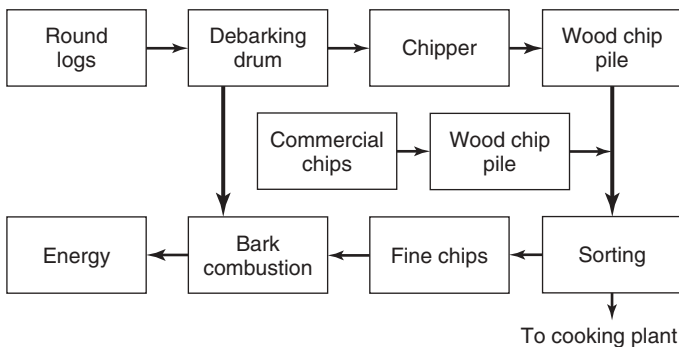 Round
logs
Debarking
drum
Chipper
Wood chip
pile
Commercial
chips
Wood chip
pile
Energy
Bark
combustion
Fine chips
Sorting
To cooking plant